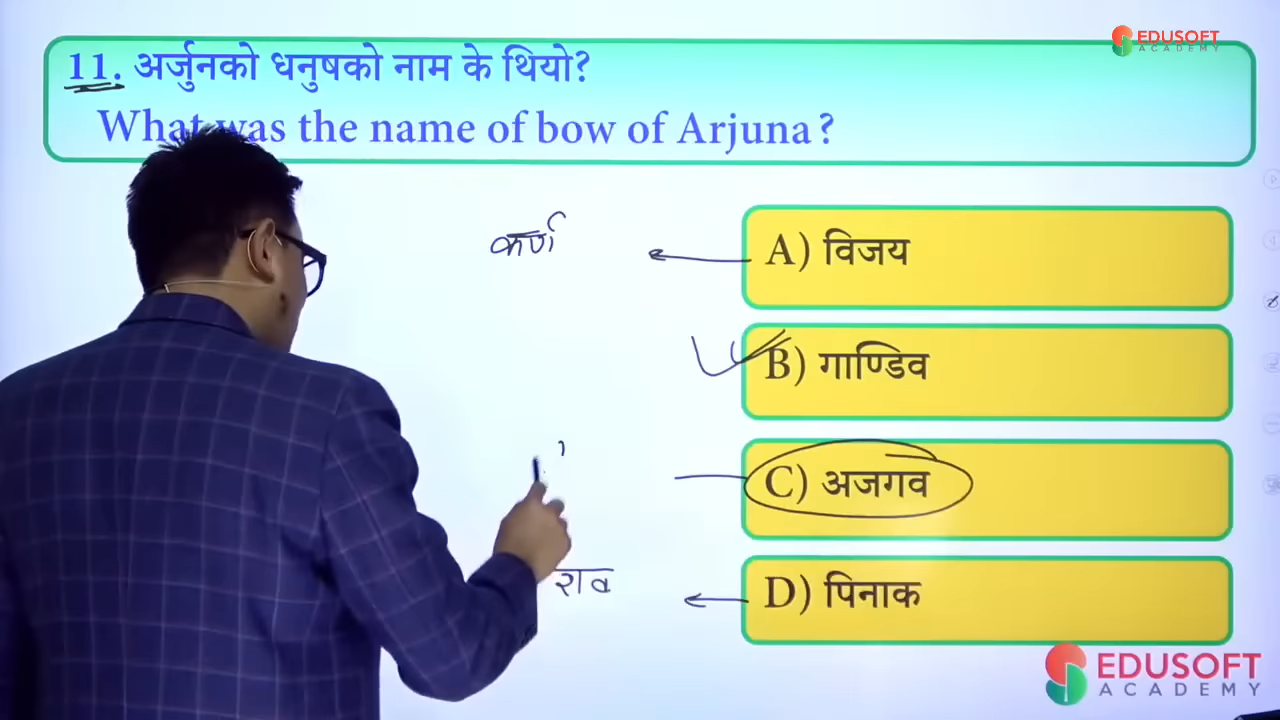 EDUSOFT
ACADEMY
11. अर्जुनको धनुषको नाम के थियो?
What was the name of bow of Arjuna?
कर्ण
A) विजय
B) गाण्डिव
C) अजगव
D) पिनाक
EDUSOFT
ACADEMY